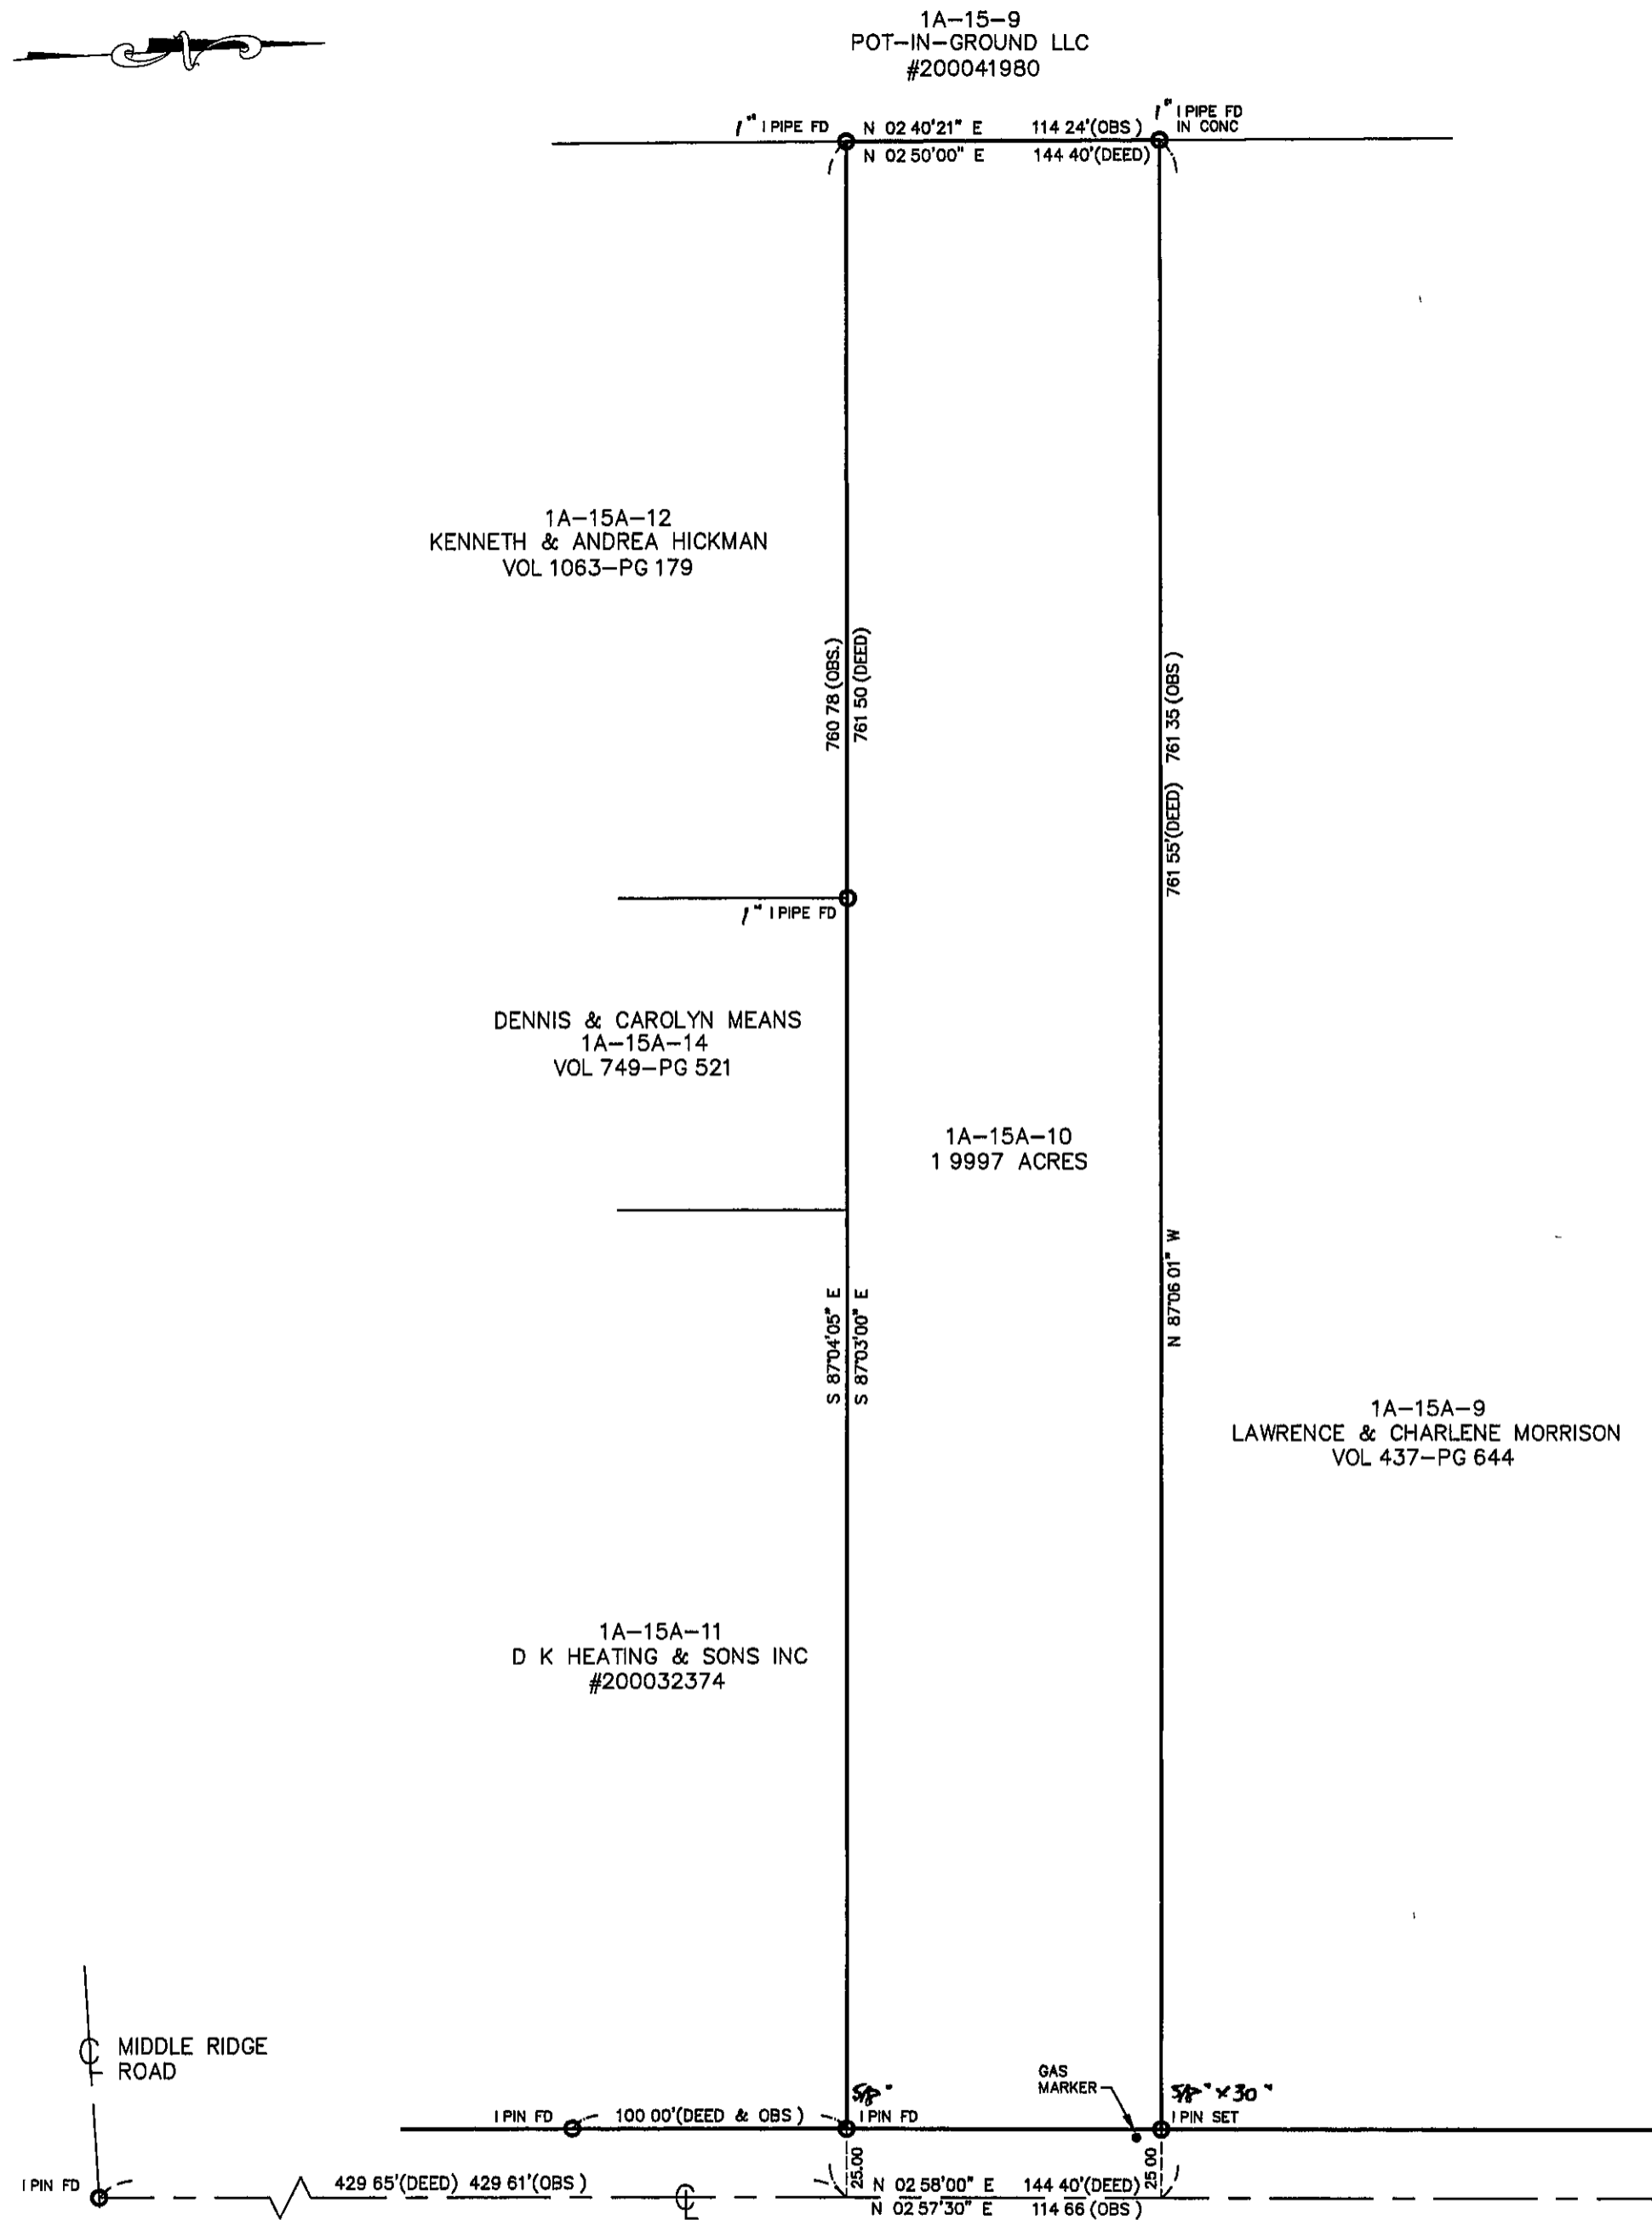 1A-15-9
POT-IN-GROUND LLC
#200041980
1" I PIPE FD
N 02 40'21" E 114 24'(OBS )
N 02 50'00" E 144 40'(DEED)
1" I PIPE FD
IN CONC
1A-15A-12
KENNETH & ANDREA HICKMAN
VOL 1063-PG 179
760 78 (OBS.)
761 50 (DEED)
761 55'(DEED) 761 35 (OBS )
1" I PIPE FD
DENNIS & CAROLYN MEANS
1A-15A-14
VOL 749-PG 521
1A-15A-10
1 9997 ACRES
S 87°04'05" E
S 87°03'00" E
N 87°06 01" W
1A-15A-9
LAWRENCE & CHARLENE MORRISON
VOL 437-PG 644
1A-15A-11
D K HEATING & SONS INC
#200032374
MIDDLE RIDGE
ROAD
GAS
MARKER
5/8"
I PIN FD
5/8" x 30"
I PIN SET
I PIN FD
100 00'(DEED & OBS )
25.00
25 00
I PIN FD
429 65'(DEED) 429 61'(OBS )
N 02 58'00" E 144 40'(DEED)
N 02 57'30" E 114 66 (OBS )